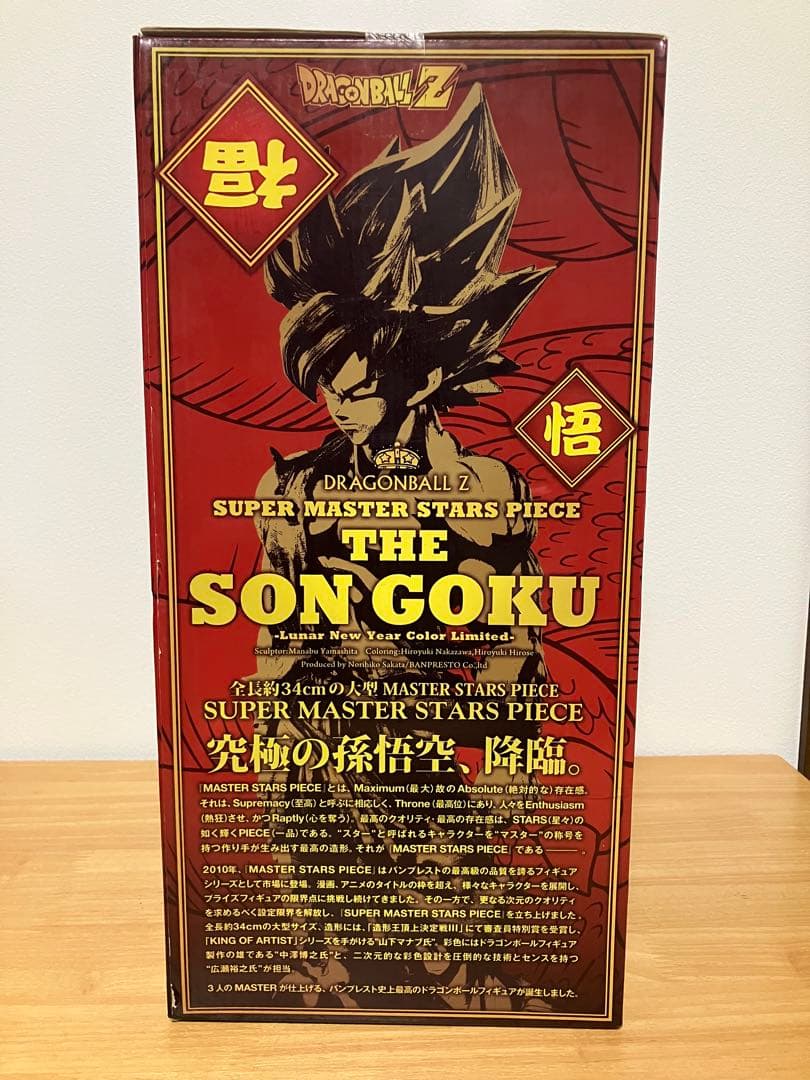 DRAGONBALL Z
福
悟
DRAGONBALL Z
SUPER MASTER STARS PIECE
THE
SON GOKU
-Lunar New Year Color Limited-
Sculptor:Manabu Yamashita Coloring:Hiroyuki Nakazawa,Hiroyuki Hirose
Produced by Norihiko Sakata/BANPRESTO Co.,ltd
全長約34cmの大型 MASTER STARS PIECE
SUPER MASTER STARS PIECE
究極の孫悟空、降臨。
「MASTER STARS PIECE」とは、Maximum(最大)故のAbsolute(絶対的な)存在感。
それは、Supremacy(至高)と呼ぶに相応しく、Throne(最高位)にあり、人々をEnthusiasm
(熱狂)させ、かつRaptly(心を奪う)。最高のクオリティ・最高の存在感は、STARS(星々)の
如く輝くPIECE(一品)である。“スター”と呼ばれるキャラクターを“マスター”の称号を
持つ作り手が生み出す最高の造形。それが「MASTER STARS PIECE」である———。
2010年、「MASTER STARS PIECE」はバンプレストの最高級の品質を誇るフィギュア
シリーズとして市場に登場。漫画、アニメのタイトルの枠を超え、様々なキャラクターを展開し、
プライズフィギュアの限界点に挑戦し続けてきました。その一方で、更なる次元のクオリティ
を求めるべく設定限界を解放し、「SUPER MASTER STARS PIECE」を立ち上げました。
全長約34cmの大型サイズ、造形には、「造形王頂上決定戦III」にて審査員特別賞を受賞し、
「KING OF ARTIST」シリーズを手がける“山下マナブ氏”。彩色にはドラゴンボールフィギュア
製作の雄である“中澤博之氏”と、二次元的な彩色設計を圧倒的な技術とセンスを持つ
“広瀬裕之氏”が担当。
3人のMASTERが仕上げる、バンプレスト史上最高のドラゴンボールフィギュアが誕生しました。